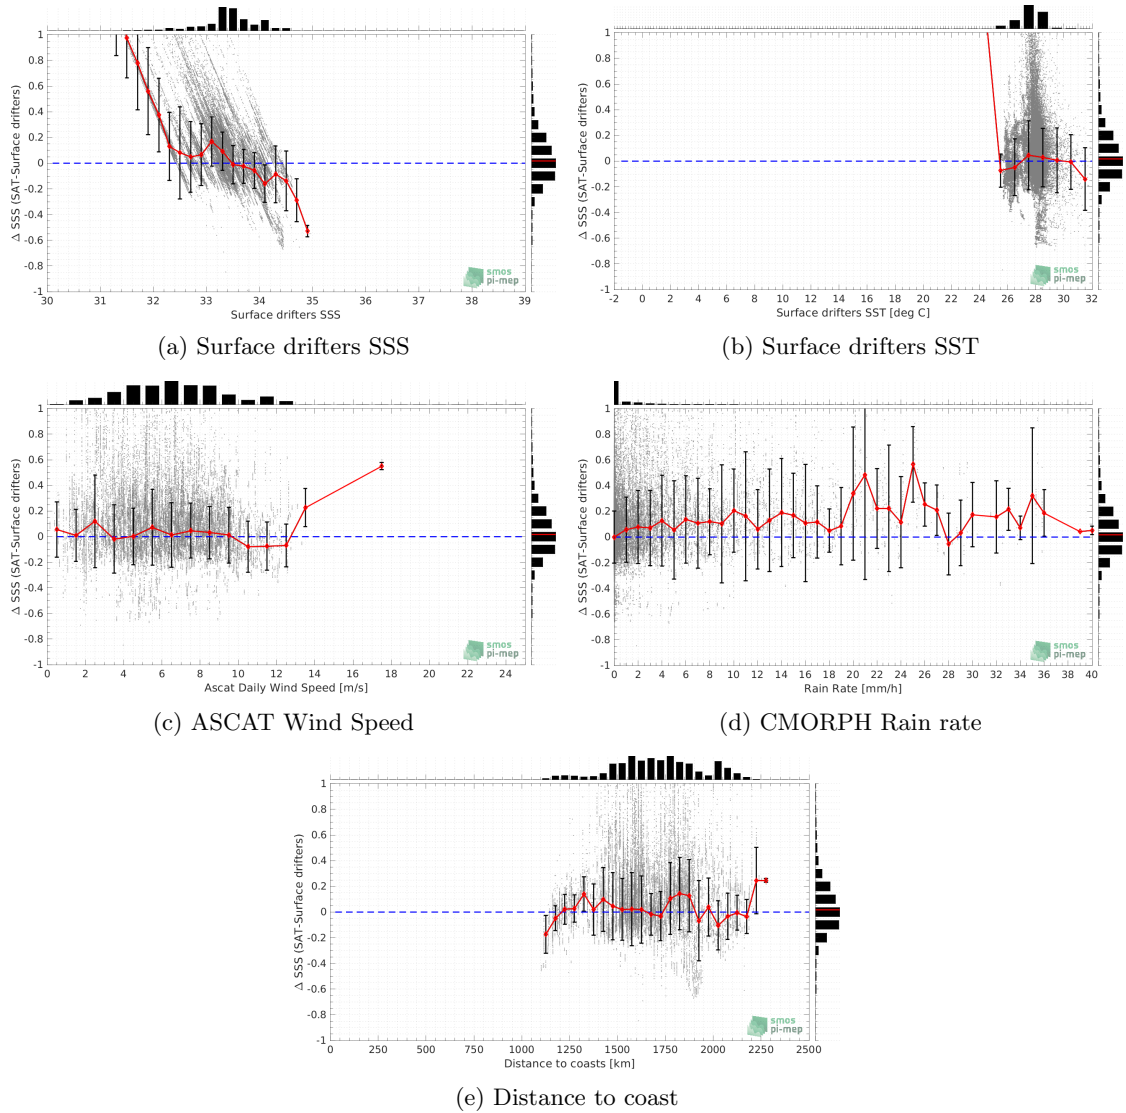 1
0.8
0.6
0.4
0.2
0
-0.2
-0.4
-0.6
-0.8
-1
Δ SSS (SAT-Surface drifters)
30 31 32 33 34 35 36 37 38 39
Surface drifters SSS
smos
pi-mep
(a) Surface drifters SSS
1
0.8
0.6
0.4
0.2
0
-0.2
-0.4
-0.6
-0.8
-1
Δ SSS (SAT-Surface drifters)
-2 0 2 4 6 8 10 12 14 16 18 20 22 24 26 28 30 32
Surface drifters SST [deg C]
smos
pi-mep
(b) Surface drifters SST
1
0.8
0.6
0.4
0.2
0
-0.2
-0.4
-0.6
-0.8
-1
Δ SSS (SAT-Surface drifters)
0 2 4 6 8 10 12 14 16 18 20 22 24
Ascat Daily Wind Speed [m/s]
smos
pi-mep
(c) ASCAT Wind Speed
1
0.8
0.6
0.4
0.2
0
-0.2
-0.4
-0.6
-0.8
-1
Δ SSS (SAT-Surface drifters)
0 2 4 6 8 10 12 14 16 18 20 22 24 26 28 30 32 34 36 38 40
Rain Rate [mm/h]
smos
pi-mep
(d) CMORPH Rain rate
1
0.8
0.6
0.4
0.2
0
-0.2
-0.4
-0.6
-0.8
-1
Δ SSS (SAT-Surface drifters)
0 250 500 750 1000 1250 1500 1750 2000 2250 2500
Distance to coasts [km]
smos
pi-mep
(e) Distance to coast